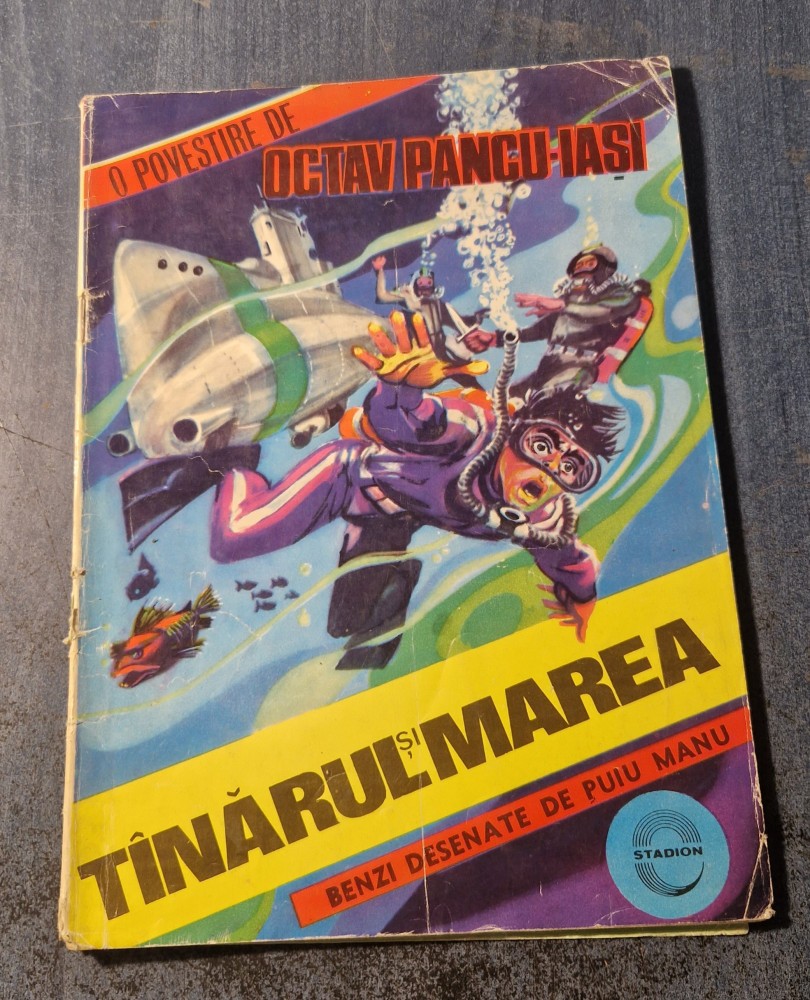 O POVESTIRE DE
OCTAV PANCU-IAȘI
TÎNĂRUL ȘI MAREA
BENZI DESENATE DE PUIU MANU
STADION